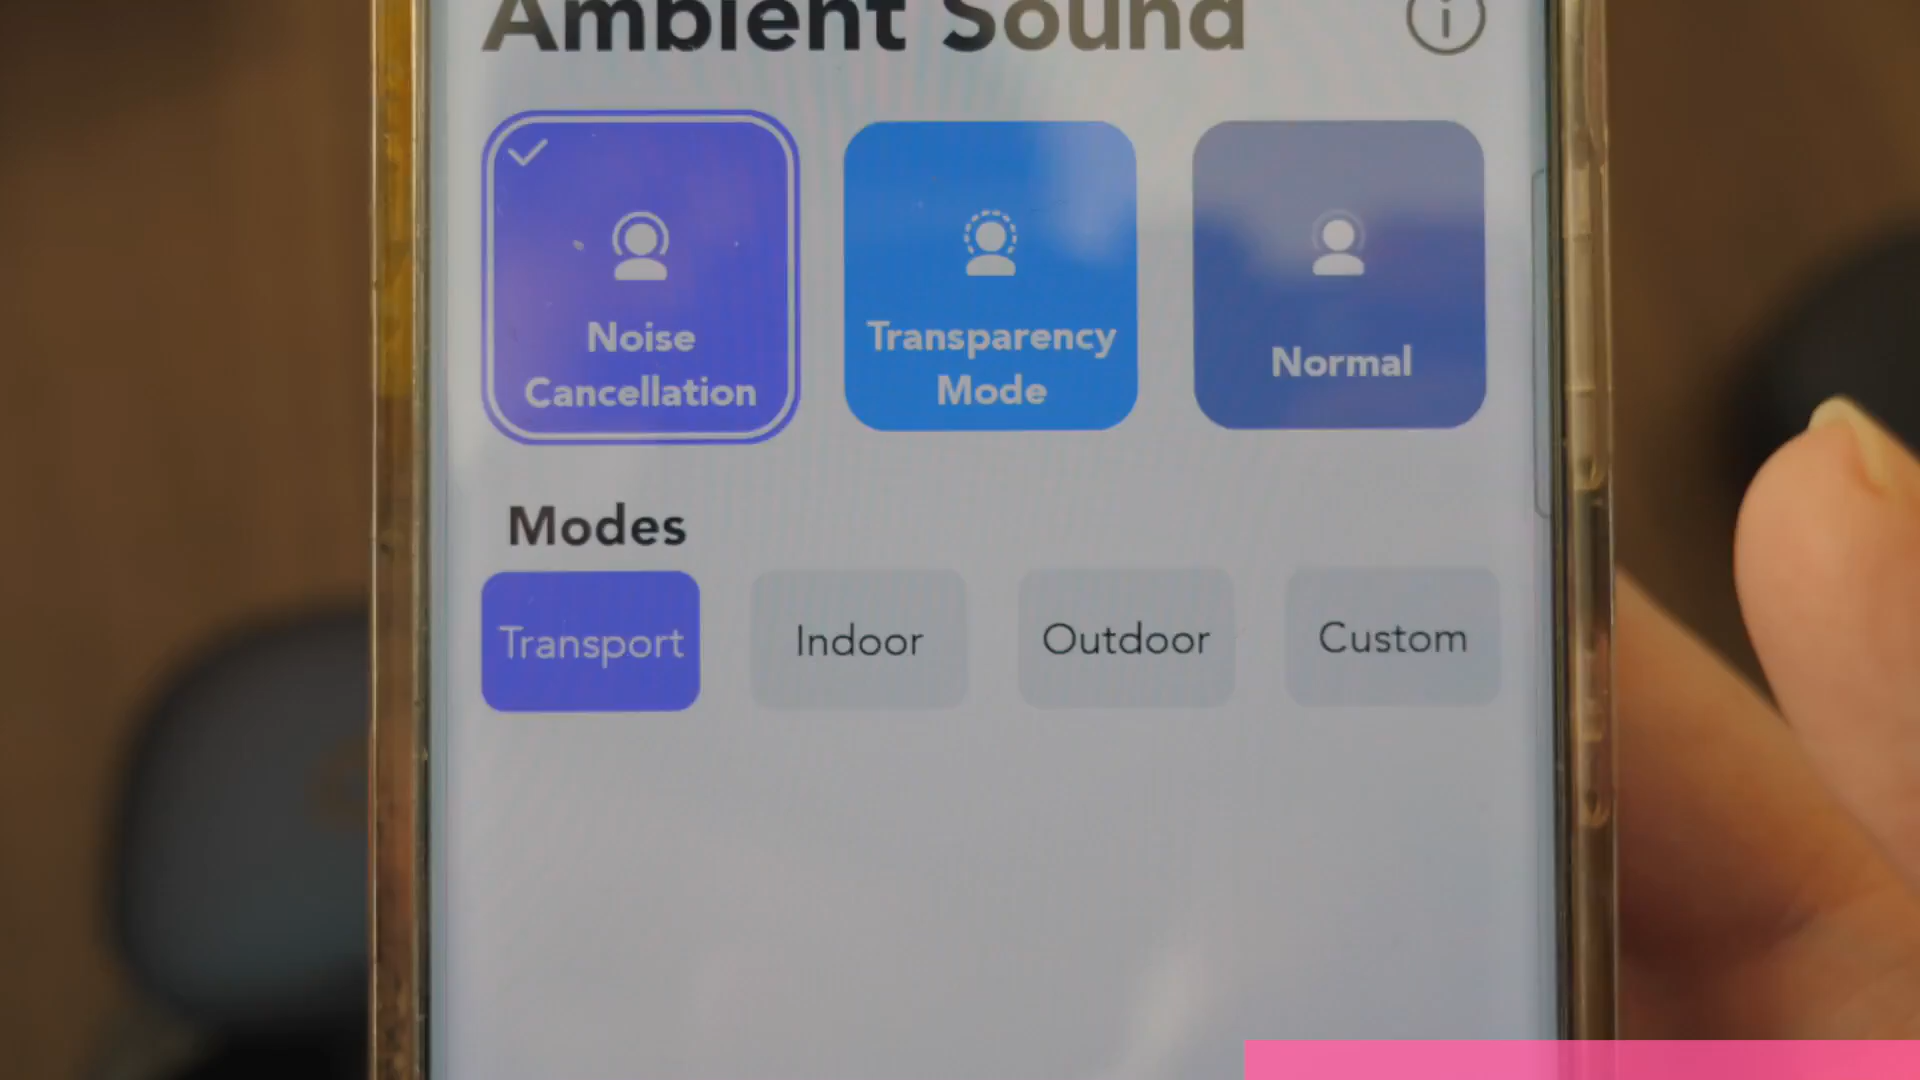 Ambient Sound
Noise
Cancellation
Transparency
Mode
Normal
Modes
Transport
Indoor
Outdoor
Custom